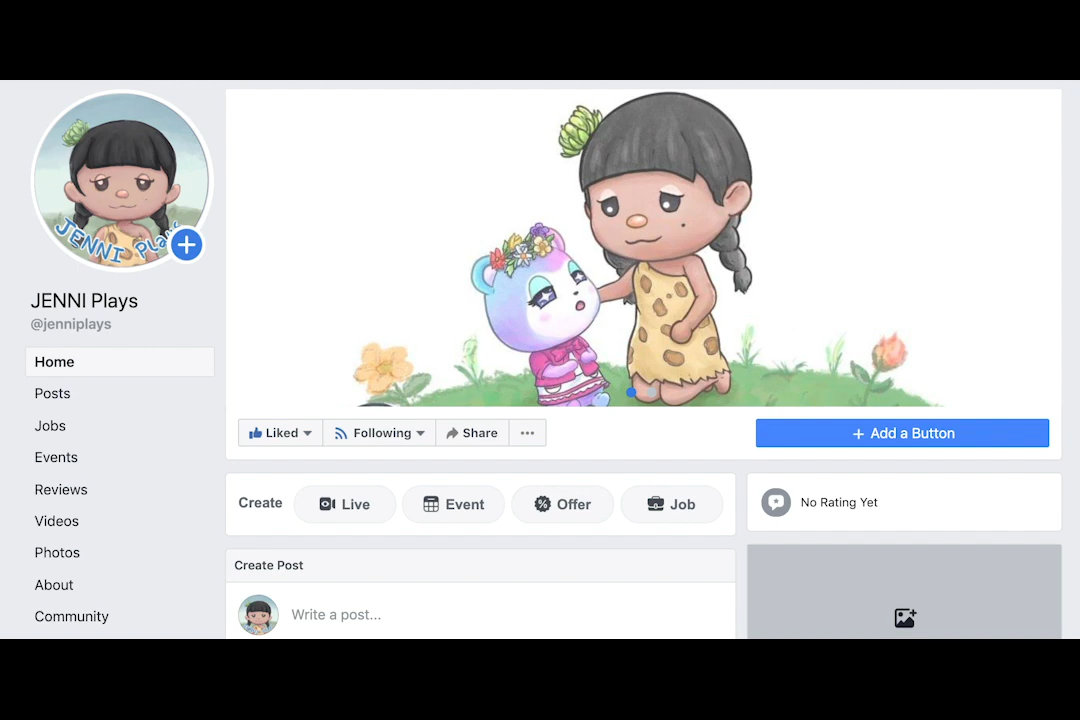 JENNI Plays
JENNI Plays
@jenniplays
Home
Posts
Jobs
Events
Reviews
Videos
Photos
About
Community
Liked
Following
Share
Add a Button
Create
Live
Event
Offer
Job
No Rating Yet
Create Post
Write a post...